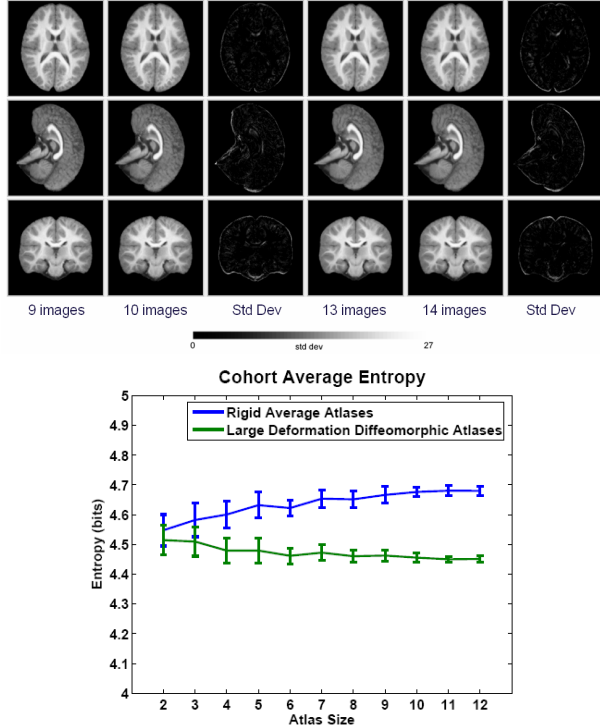 9 images 10 images Std Dev 13 images 14 images Std Dev
0 std dev 27
Cohort Average Entropy
Rigid Average Atlases
Large Deformation Diffeomorphic Atlases
Entropy (bits)
5
4.9
4.8
4.7
4.6
4.5
4.4
4.3
4.2
4.1
4
2 3 4 5 6 7 8 9 10 11 12
Atlas Size